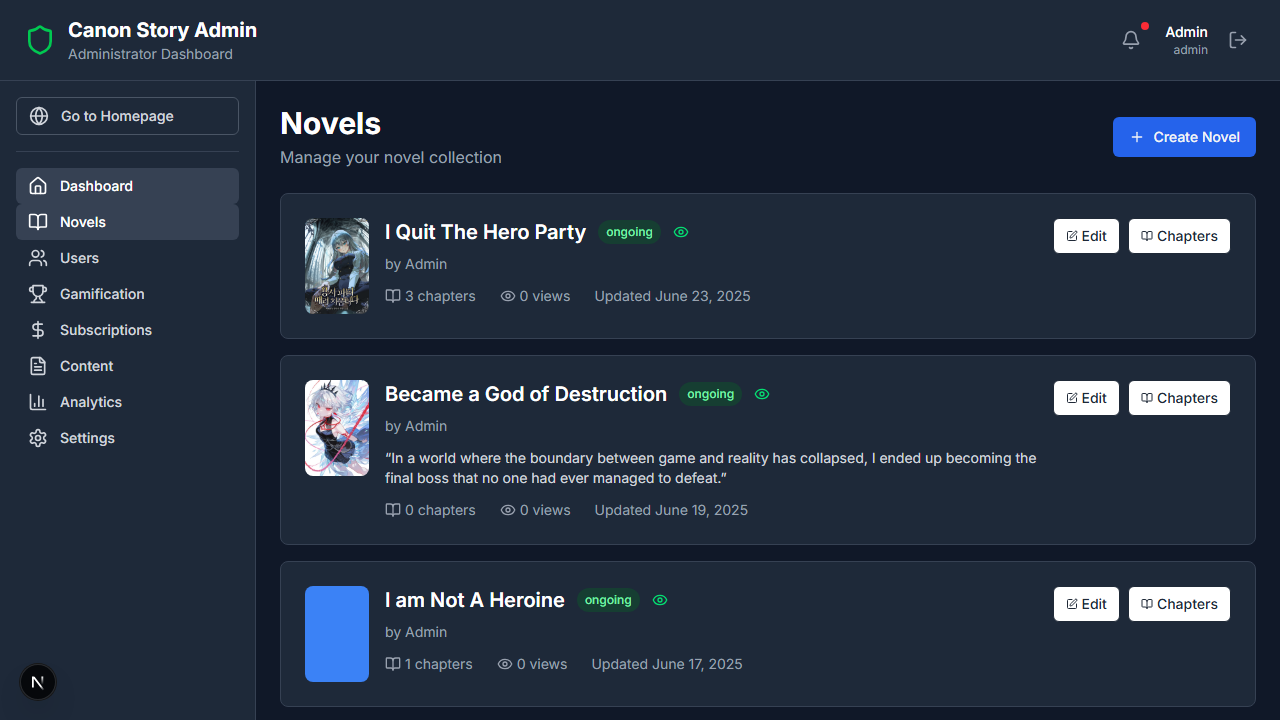 Canon Story Admin
Administrator Dashboard
Admin
admin
Go to Homepage
Dashboard
Novels
Users
Gamification
Subscriptions
Content
Analytics
Settings
N
Novels
Manage your novel collection
+ Create Novel
I Quit The Hero Party ongoing
by Admin
3 chapters 0 views Updated June 23, 2025
Edit Chapters
Became a God of Destruction ongoing
by Admin
“In a world where the boundary between game and reality has collapsed, I ended up becoming the
final boss that no one had ever managed to defeat.”
0 chapters 0 views Updated June 19, 2025
Edit Chapters
I am Not A Heroine ongoing
by Admin
1 chapters 0 views Updated June 17, 2025
Edit Chapters